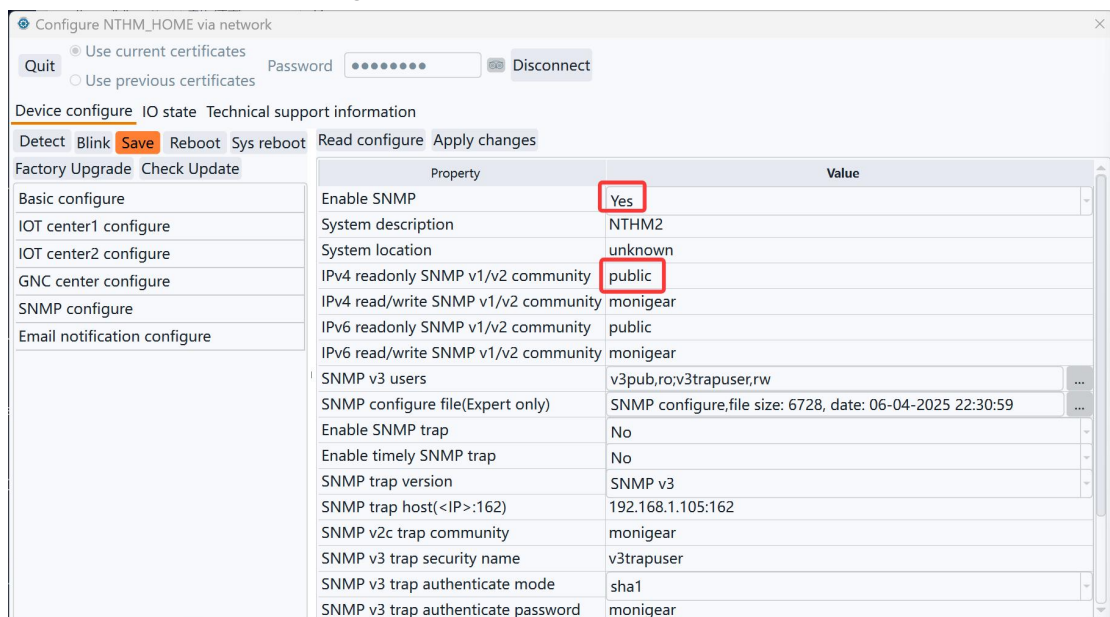 Configure NTHM_HOME via network
Quit
Use current certificates
Use previous certificates
Password ●●●●●●●● Disconnect
Device configure IO state Technical support information
Detect Blink Save Reboot Sys reboot
Factory Upgrade Check Update
Basic configure
IOT center1 configure
IOT center2 configure
GNC center configure
SNMP configure
Email notification configure
Read configure Apply changes
Property Value
Enable SNMP Yes
System description NTHM2
System location unknown
IPv4 readonly SNMP v1/v2 community public
IPv4 read/write SNMP v1/v2 community monigear
IPv6 readonly SNMP v1/v2 community public
IPv6 read/write SNMP v1/v2 community monigear
SNMP v3 users v3pub,ro;v3trapuser,rw ...
SNMP configure file(Expert only) SNMP configure,file size: 6728, date: 06-04-2025 22:30:59 ...
Enable SNMP trap No
Enable timely SNMP trap No
SNMP trap version SNMP v3
SNMP trap host(<IP>:162) 192.168.1.105:162
SNMP v2c trap community monigear
SNMP v3 trap security name v3trapuser
SNMP v3 trap authenticate mode sha1
SNMP v3 trap authenticate password monigear